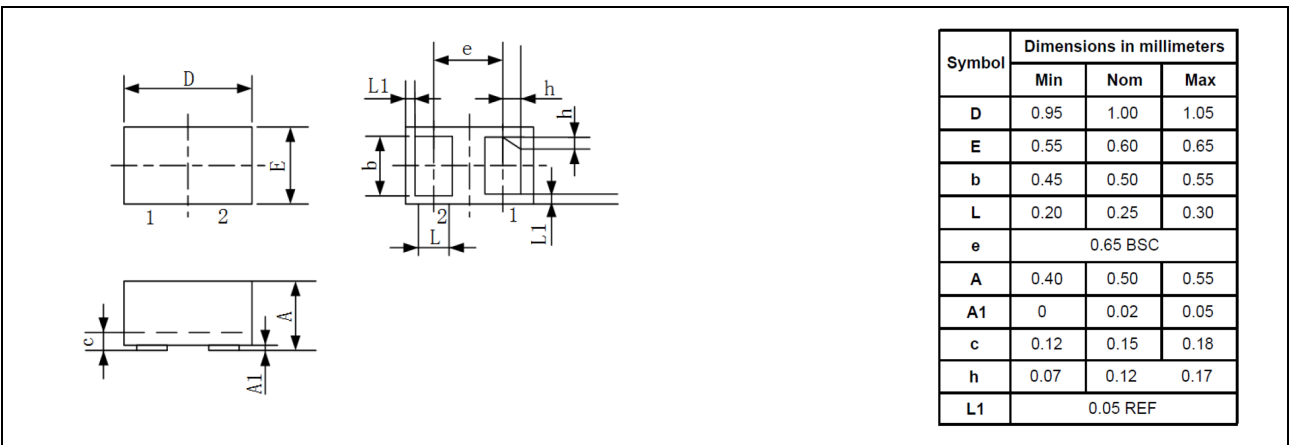 D
E
1 2
e
L1
h
h
b
2 1
L
L1
A
c
A1
Symbol Dimensions in millimeters
Min Nom Max
D 0.95 1.00 1.05
E 0.55 0.60 0.65
b 0.45 0.50 0.55
L 0.20 0.25 0.30
e 0.65 BSC
A 0.40 0.50 0.55
A1 0 0.02 0.05
c 0.12 0.15 0.18
h 0.07 0.12 0.17
L1 0.05 REF